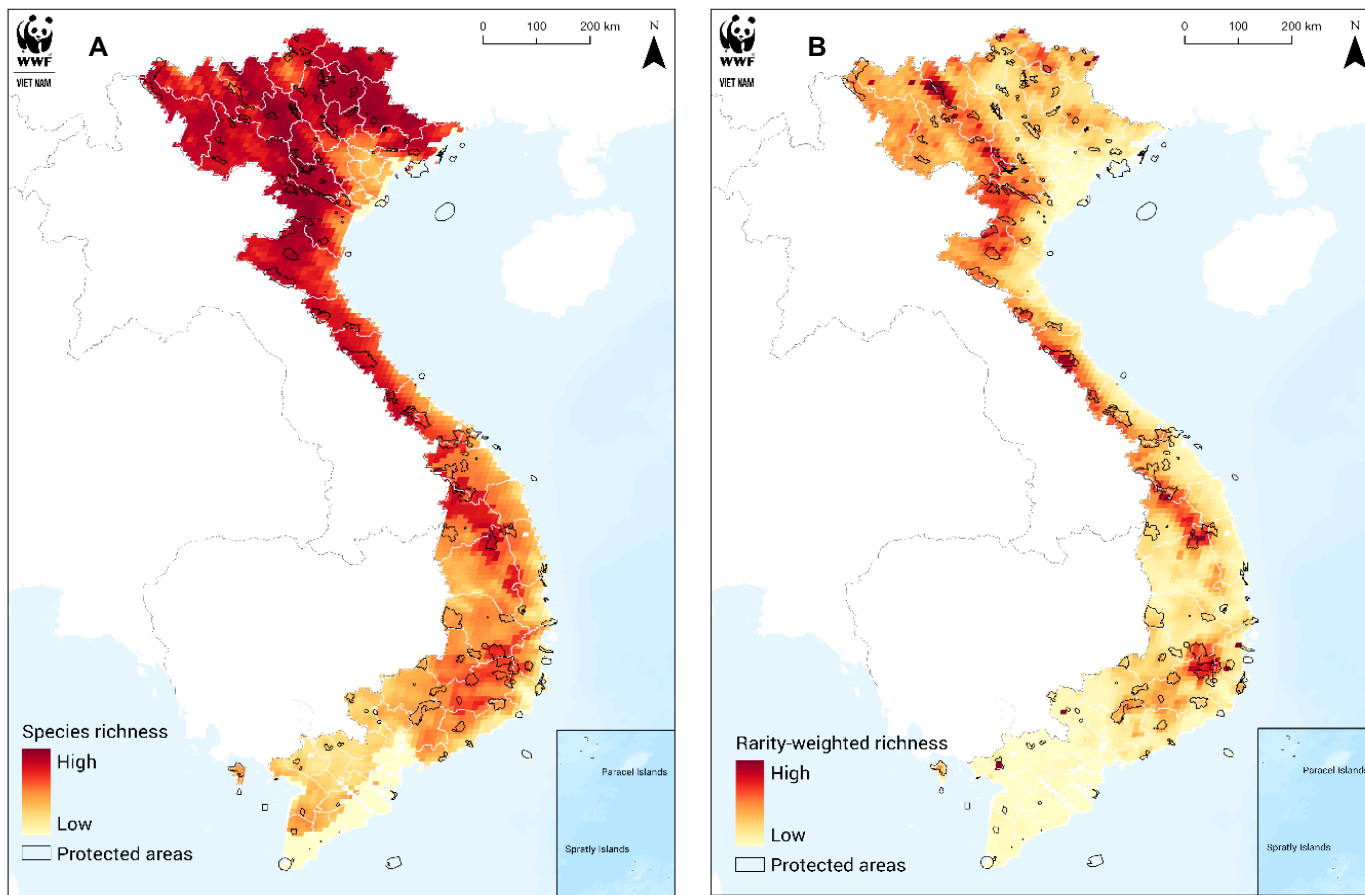 A
WWF
VIET NAM
0 100 200 km
N
Species richness
High
Low
Protected areas
Paracel Islands
Spratly Islands
B
WWF
VIET NAM
0 100 200 km
N
Rarity-weighted richness
High
Low
Protected areas
Paracel Islands
Spratly Islands